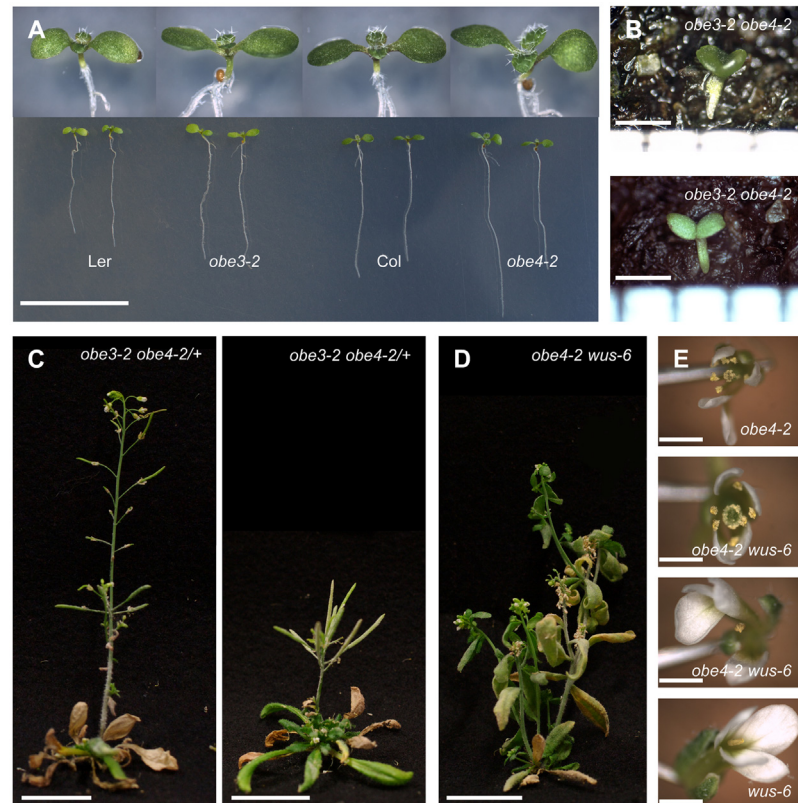 A
Ler
obe3-2
Col
obe4-2
B
obe3-2 obe4-2
obe3-2 obe4-2
C
obe3-2 obe4-2/+
obe3-2 obe4-2/+
D
obe4-2 wus-6
E
obe4-2
obe4-2 wus-6
obe4-2 wus-6
wus-6